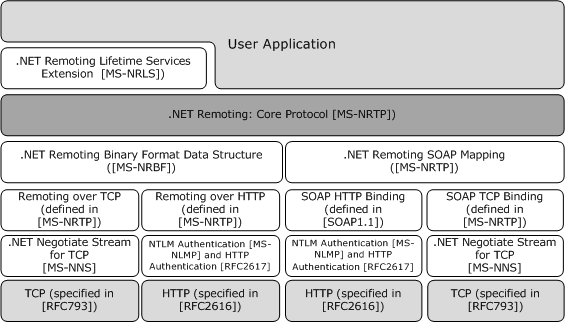 User Application
.NET Remoting Lifetime Services
Extension [MS-NRLS])
.NET Remoting: Core Protocol [MS-NRTP])
.NET Remoting Binary Format Data Structure
([MS-NRBF])
.NET Remoting SOAP Mapping
([MS-NRTP])
Remoting over TCP
(defined in
[MS-NRTP])
Remoting over HTTP
(defined in
[MS-NRTP])
SOAP HTTP Binding
(defined in
[SOAP1.1])
SOAP TCP Binding
(defined in
[MS-NRTP])
.NET Negotiate Stream
for TCP
[MS-NNS]
NTLM Authentication [MS-
NLMP] and HTTP
Authentication [RFC2617]
NTLM Authentication [MS-
NLMP] and HTTP
Authentication [RFC2617]
.NET Negotiate Stream
for TCP
[MS-NNS]
TCP (specified in
[RFC793])
HTTP (specified in
[RFC2616])
HTTP (specified in
[RFC2616])
TCP (specified in
[RFC793])